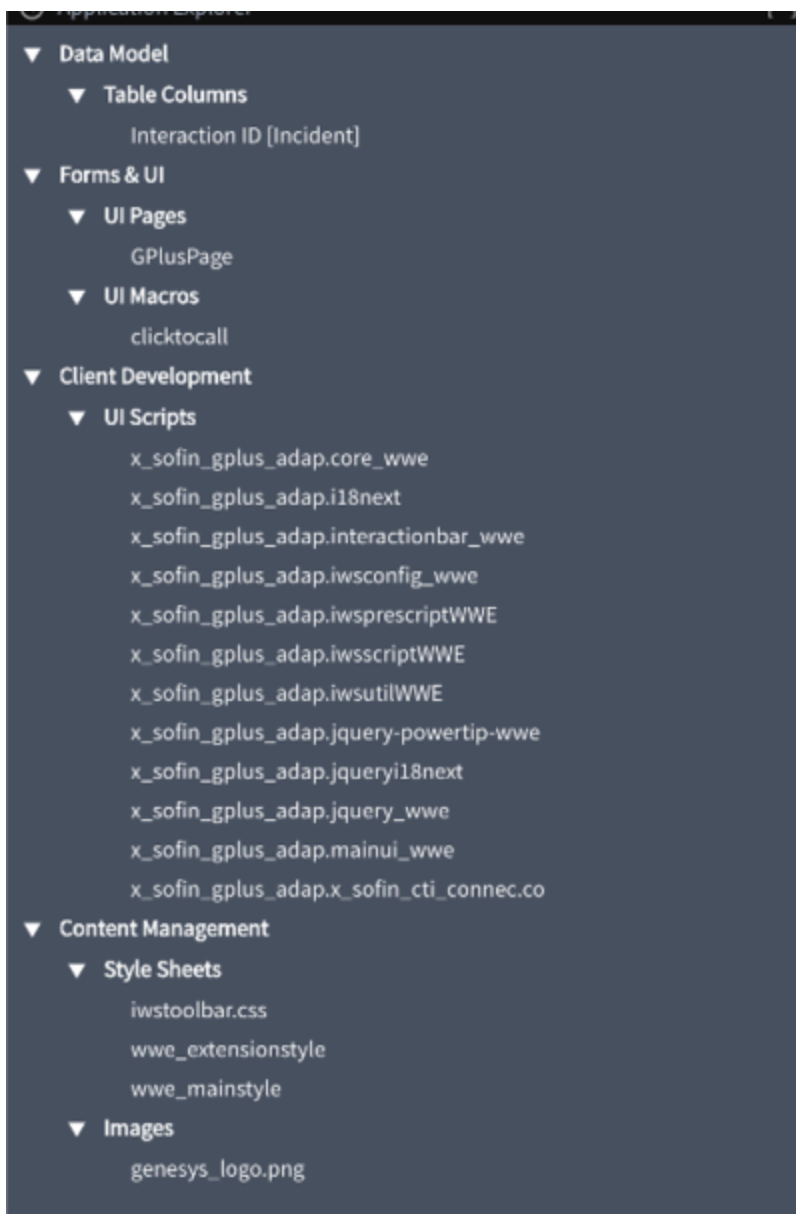 Application Explorer
Data Model
Table Columns
Interaction ID [Incident]
Forms & UI
UI Pages
GPlusPage
UI Macros
clicktocall
Client Development
UI Scripts
x_sofin_gplus_adap.core_wwe
x_sofin_gplus_adap.i18next
x_sofin_gplus_adap.interactionbar_wwe
x_sofin_gplus_adap.iwsconfig_wwe
x_sofin_gplus_adap.iwsprescriptWWE
x_sofin_gplus_adap.iwsscriptWWE
x_sofin_gplus_adap.iwsutilWWE
x_sofin_gplus_adap.jquery-powertip-wwe
x_sofin_gplus_adap.jqueryi18next
x_sofin_gplus_adap.jquery_wwe
x_sofin_gplus_adap.mainui_wwe
x_sofin_gplus_adap.x_sofin_cti_connec.co
Content Management
Style Sheets
iwstoolbar.css
wwe_extensionstyle
wwe_mainstyle
Images
genesys_logo.png